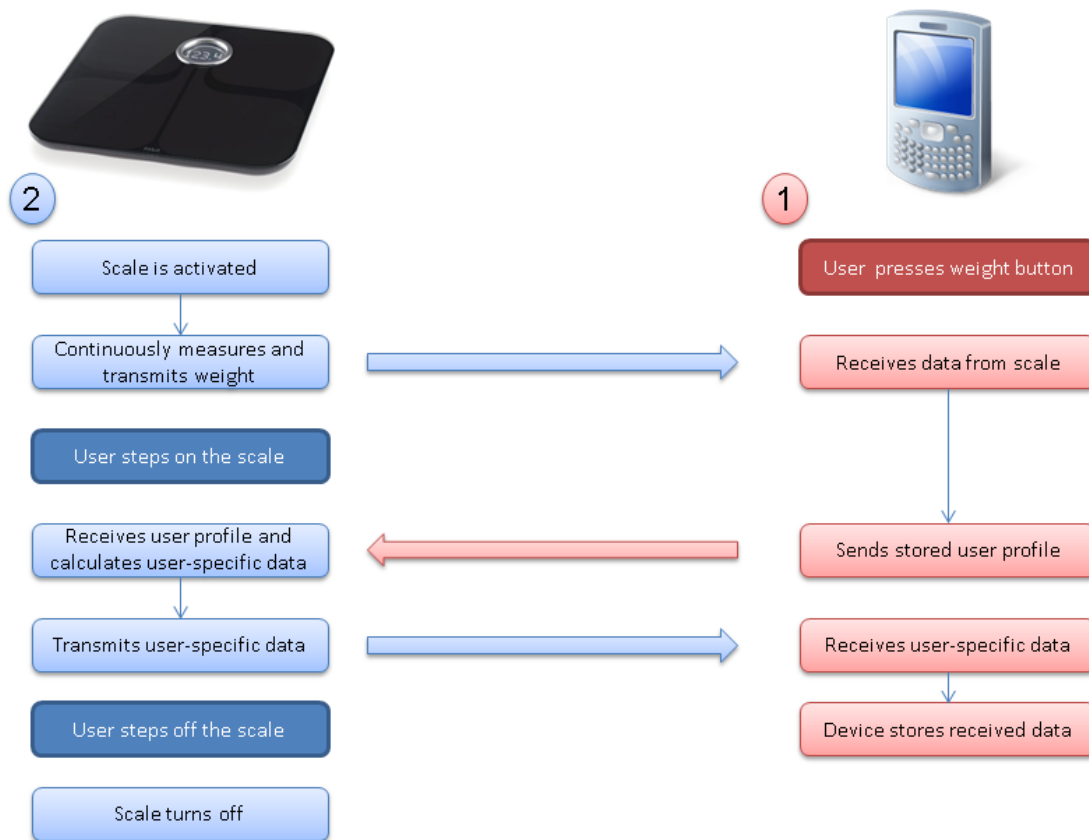 123.4
2
1
Scale is activated
User presses weight button
Continuously measures and
transmits weight
Receives data from scale
User steps on the scale
Receives user profile and
calculates user-specific data
Sends stored user profile
Transmits user-specific data
Receives user-specific data
User steps off the scale
Device stores received data
Scale turns off